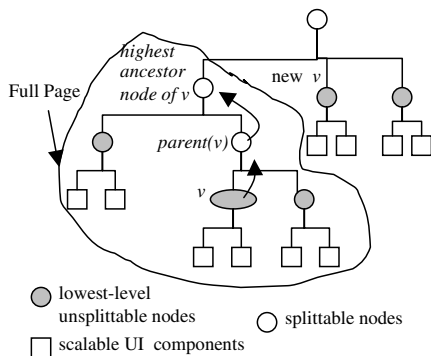 highest
ancestor
node of v
new v
Full Page
parent(v)
v
lowest-level
unsplittable nodes
splittable nodes
scalable UI components